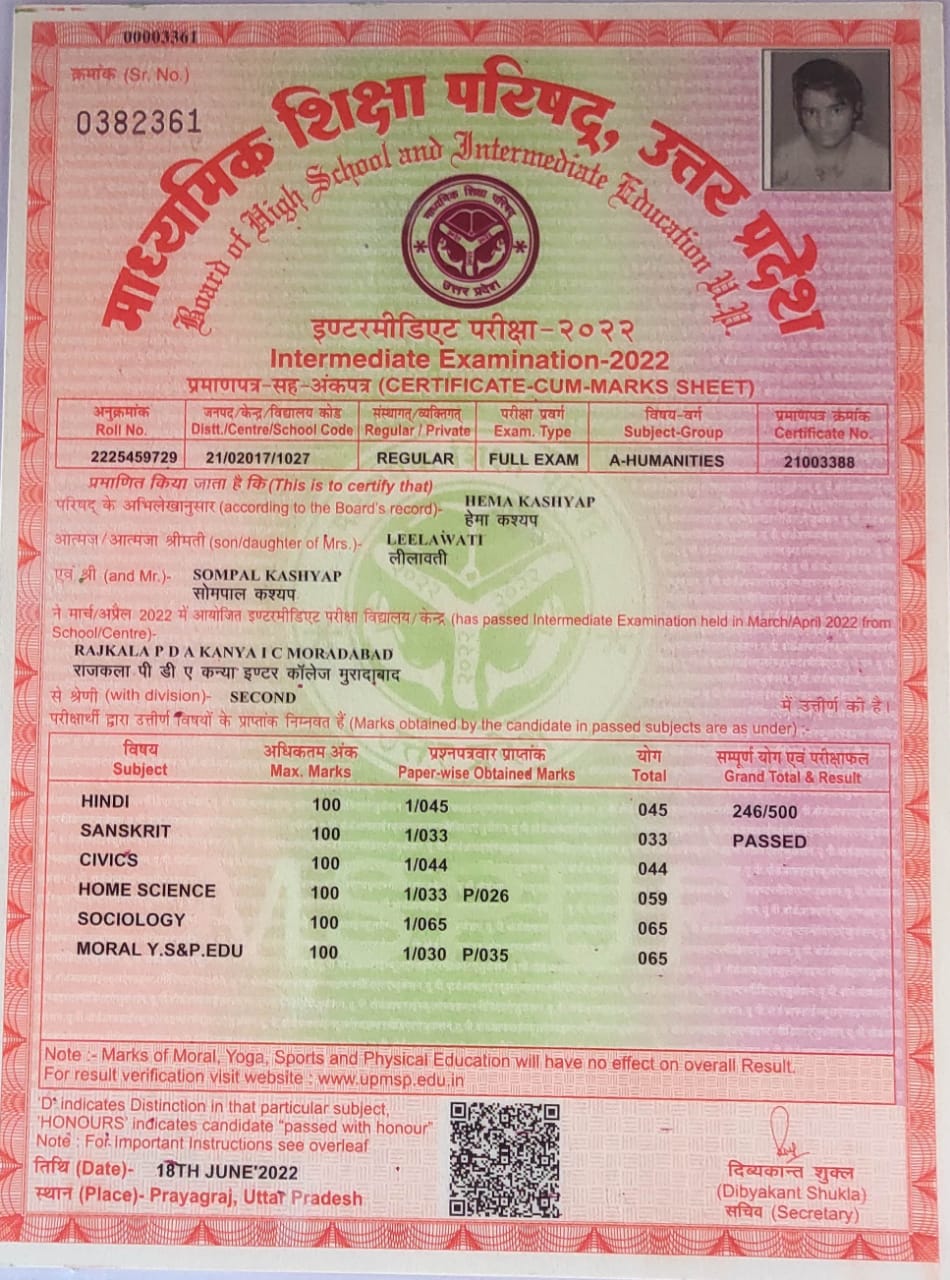 00003361
क्रमांक (Sr. No.)
0382361
माध्यमिक शिक्षा परिषद्, उत्तर प्रदेश
Board of High School and Intermediate Education U.P.
माध्यमिक शिक्षा परिषद्
उत्तर प्रदेश
इण्टरमीडिएट परीक्षा-२०२२
Intermediate Examination-2022
प्रमाणपत्र-सह-अंकपत्र (CERTIFICATE-CUM-MARKS SHEET)
अनुक्रमांक जनपद/केन्द्र/विद्यालय कोड संस्थागत्/व्यक्तिगत् परीक्षा प्रवर्ग विषय-वर्ग प्रमाणपत्र क्रमांक
Roll No. Distt./Centre/School Code Regular / Private Exam. Type Subject-Group Certificate No.
2225459729 21/02017/1027 REGULAR FULL EXAM A-HUMANITIES 21003388
प्रमाणित किया जाता है कि (This is to certify that)
परिषद् के अभिलेखानुसार (according to the Board's record)- HEMA KASHYAP
हेमा कश्यप
आत्मज/आत्मजा श्रीमती (son/daughter of Mrs.)- LEELAWATI
लीलावती
एवं श्री (and Mr.)- SOMPAL KASHYAP
सोमपाल कश्यप
ने मार्च/अप्रैल 2022 में आयोजित इण्टरमीडिएट परीक्षा विद्यालय/केन्द्र (has passed Intermediate Examination held in March/April 2022 from
School/Centre)-
RAJKALA P D A KANYA I C MORADABAD
राजकला पी डी ए कन्या इण्टर कॉलेज मुरादाबाद
से श्रेणी (with division)- SECOND में उत्तीर्ण की है।
परीक्षार्थी द्वारा उत्तीर्ण विषयों के प्राप्तांक निम्नवत हैं (Marks obtained by the candidate in passed subjects are as under) :-
विषय अधिकतम अंक प्रश्नपत्रवार प्राप्तांक योग सम्पूर्ण योग एवं परीक्षाफल
Subject Max. Marks Paper-wise Obtained Marks Total Grand Total & Result
HINDI 100 1/045 045 246/500
SANSKRIT 100 1/033 033 PASSED
CIVICS 100 1/044 044
HOME SCIENCE 100 1/033 P/026 059
SOCIOLOGY 100 1/065 065
MORAL Y.S&P.EDU 100 1/030 P/035 065
Note :- Marks of Moral, Yoga, Sports and Physical Education will have no effect on overall Result.
For result verification visit website : www.upmsp.edu.in
'D' indicates Distinction in that particular subject,
'HONOURS' indicates candidate "passed with honour"
Note : For Important Instructions see overleaf
तिथि (Date)- 18TH JUNE'2022
स्थान (Place)- Prayagraj, Uttar Pradesh
दिव्यकान्त शुक्ल
(Dibyakant Shukla)
सचिव (Secretary)